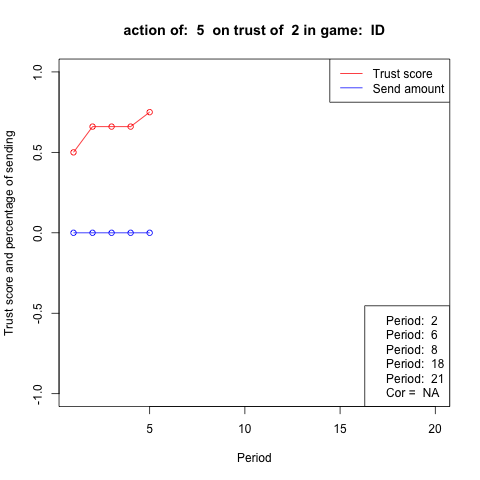 action of:  5  on trust of  2 in game:  ID
Trust score
Send amount
Trust score and percentage of sending
1.0
0.5
0.0
-0.5
-1.0
Period:  2
Period:  6
Period:  8
Period:  18
Period:  21
Cor =  NA
5
10
15
20
Period